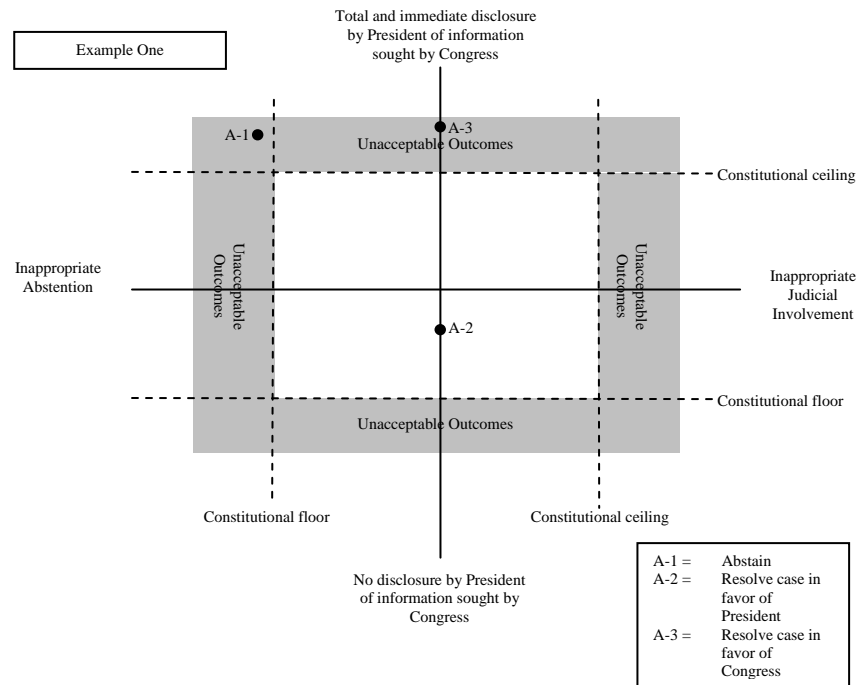 Example One
Total and immediate disclosure
by President of information
sought by Congress
A-1
A-3
Unacceptable Outcomes
Constitutional ceiling
Inappropriate
Abstention
Unacceptable
Outcomes
Unacceptable
Outcomes
Inappropriate
Judicial
Involvement
A-2
Constitutional floor
Unacceptable Outcomes
Constitutional floor
Constitutional ceiling
No disclosure by President
of information sought by
Congress
A-1 = Abstain
A-2 = Resolve case in
favor of
President
A-3 = Resolve case in
favor of
Congress